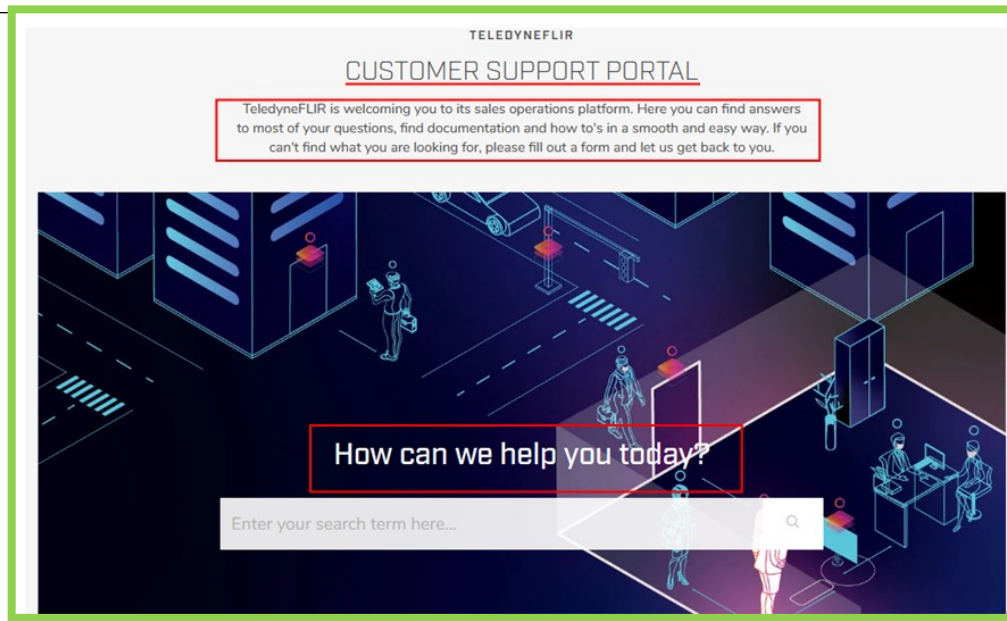 TELEDYNEFLIR
CUSTOMER SUPPORT PORTAL
TeledyneFLIR is welcoming you to its sales operations platform. Here you can find answers
to most of your questions, find documentation and how to's in a smooth and easy way. If you
can't find what you are looking for, please fill out a form and let us get back to you.
How can we help you today?
Enter your search term here...